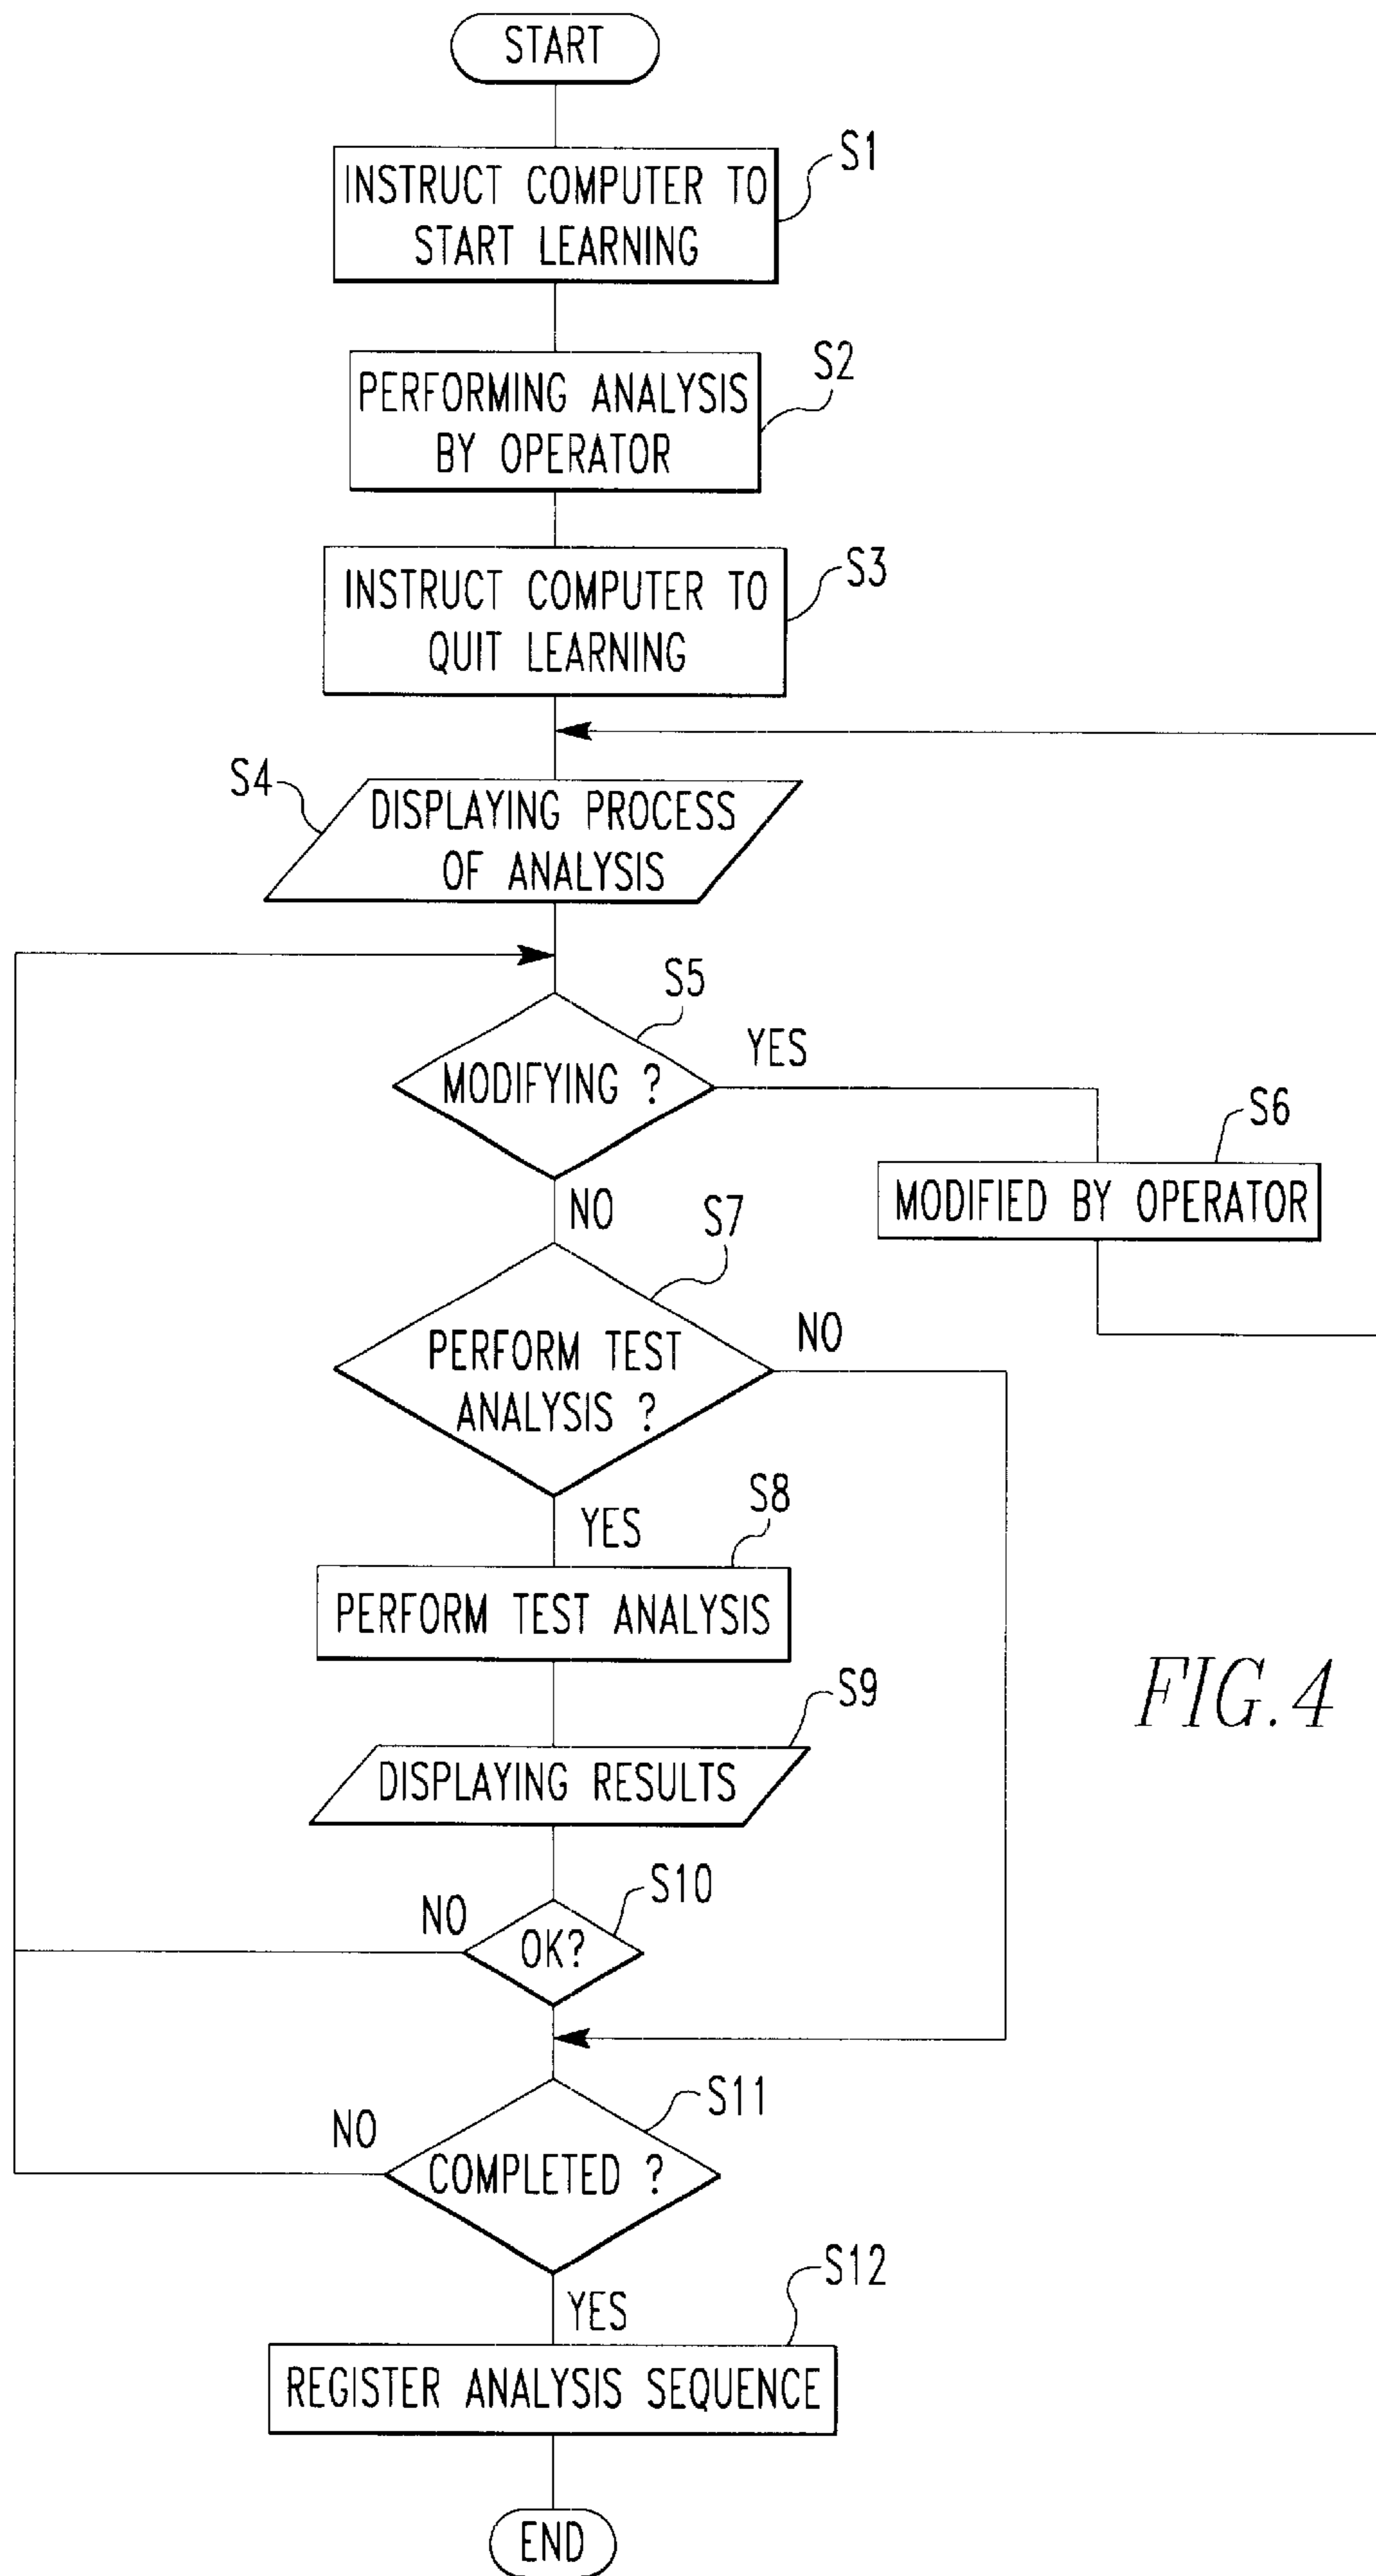 START
S1
INSTRUCT COMPUTER TO
START LEARNING
S2
PERFORMING ANALYSIS
BY OPERATOR
S3
INSTRUCT COMPUTER TO
QUIT LEARNING
S4
DISPLAYING PROCESS
OF ANALYSIS
S5
MODIFYING ?
YES
S6
MODIFIED BY OPERATOR
NO
S7
PERFORM TEST
ANALYSIS ?
NO
YES
S8
PERFORM TEST ANALYSIS
S9
DISPLAYING RESULTS
S10
OK?
NO
S11
COMPLETED ?
NO
YES
S12
REGISTER ANALYSIS SEQUENCE
END
FIG.4